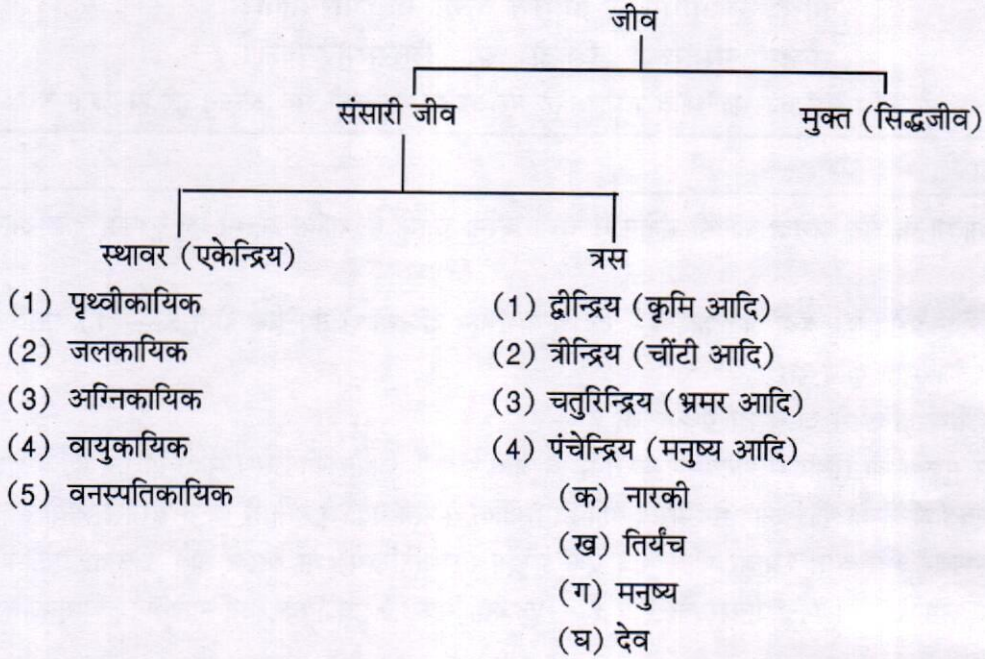 जीव
संसारी जीव
मुक्त (सिद्धजीव)
स्थावर (एकेन्द्रिय)
(1) पृथ्वीकायिक
(2) जलकायिक
(3) अग्निकायिक
(4) वायुकायिक
(5) वनस्पतिकायिक
त्रस
(1) द्वीन्द्रिय (कृमि आदि)
(2) त्रीन्द्रिय (चींटी आदि)
(3) चतुरिन्द्रिय (भ्रमर आदि)
(4) पंचेन्द्रिय (मनुष्य आदि)
(क) नारकी
(ख) तिर्यंच
(ग) मनुष्य
(घ) देव